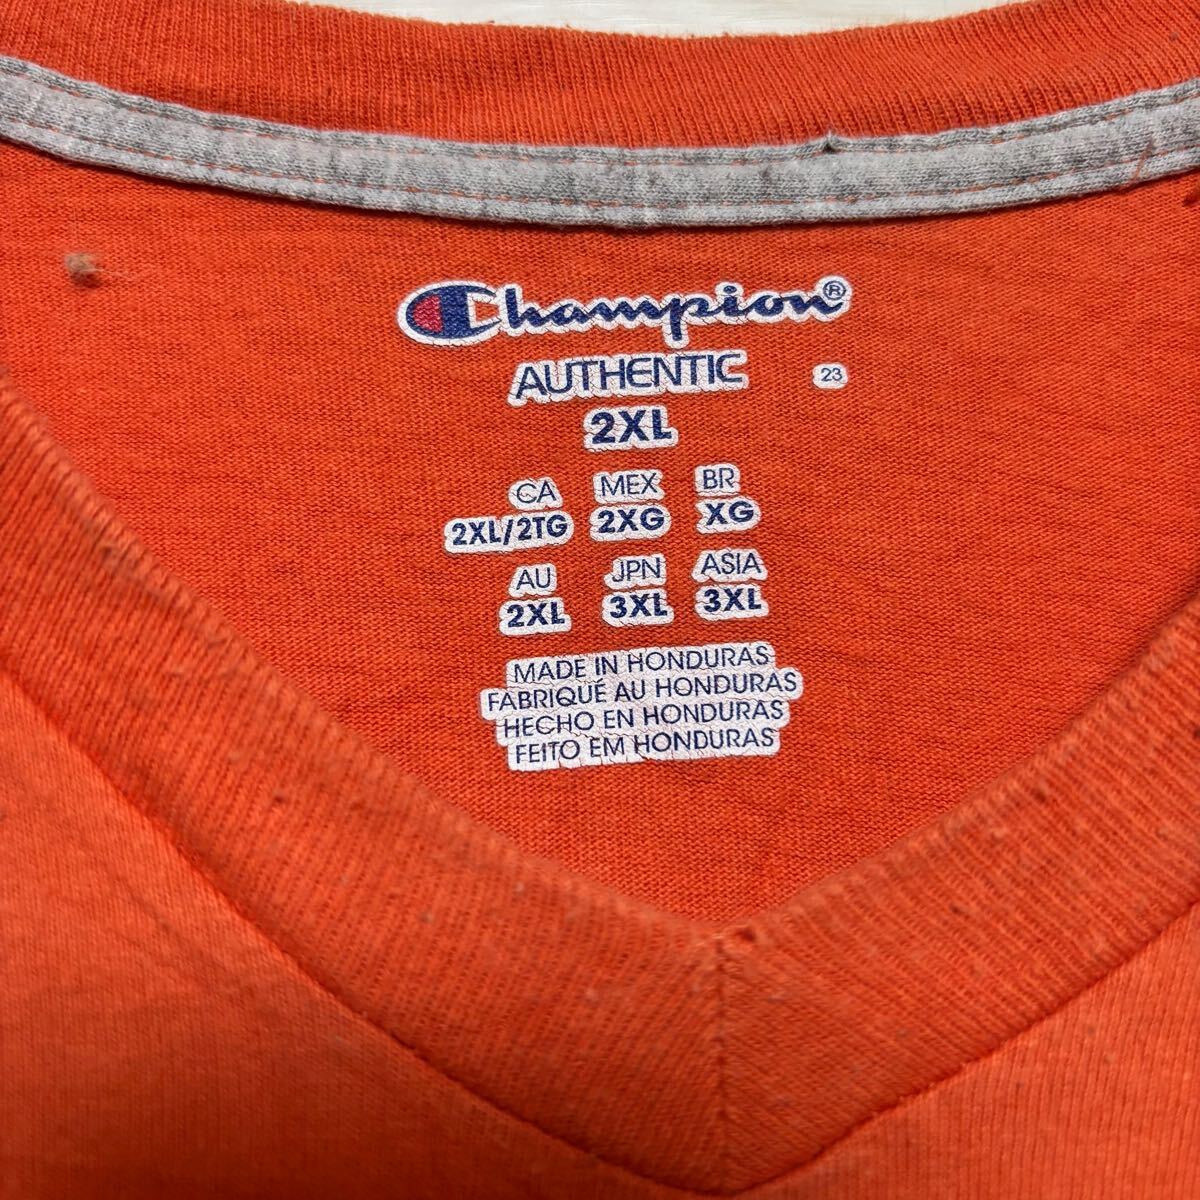 Champion®
AUTHENTIC 23
2XL
CA MEX BR
2XL/2TG 2XG XG
AU JPN ASIA
2XL 3XL 3XL
MADE IN HONDURAS
FABRIQUÉ AU HONDURAS
HECHO EN HONDURAS
FEITO EM HONDURAS